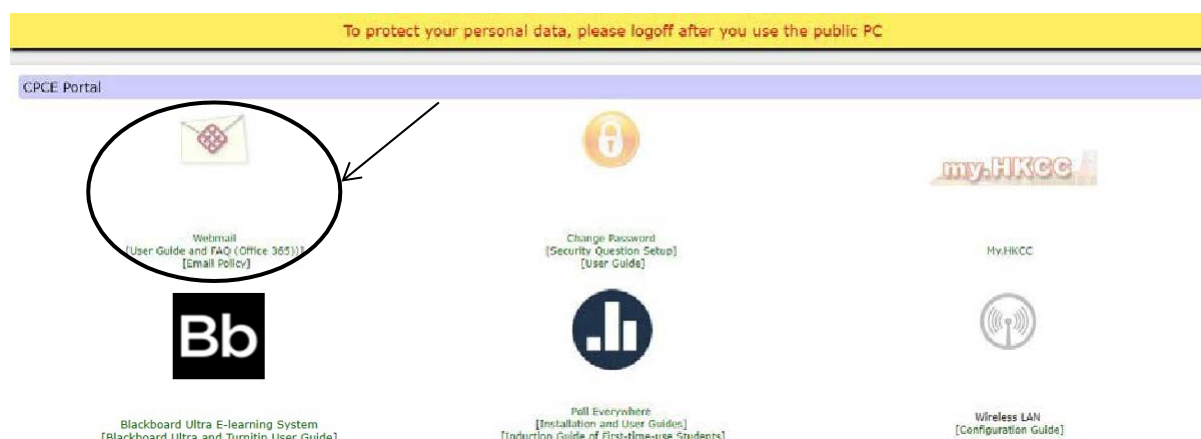 To protect your personal data, please logoff after you use the public PC
CPCE Portal
my.HKCC
Webmail
[User Guide and FAQ (Office 365))]
[Email Policy]
Change Password
[Security Question Setup]
[User Guide]
My.HKCC
Bb
Blackboard Ultra E-learning System
[Blackboard Ultra and Turnitin User Guide]
Poll Everywhere
[Installation and User Guides]
[Induction Guide of First-time-use Students]
Wireless LAN
[Configuration Guide]